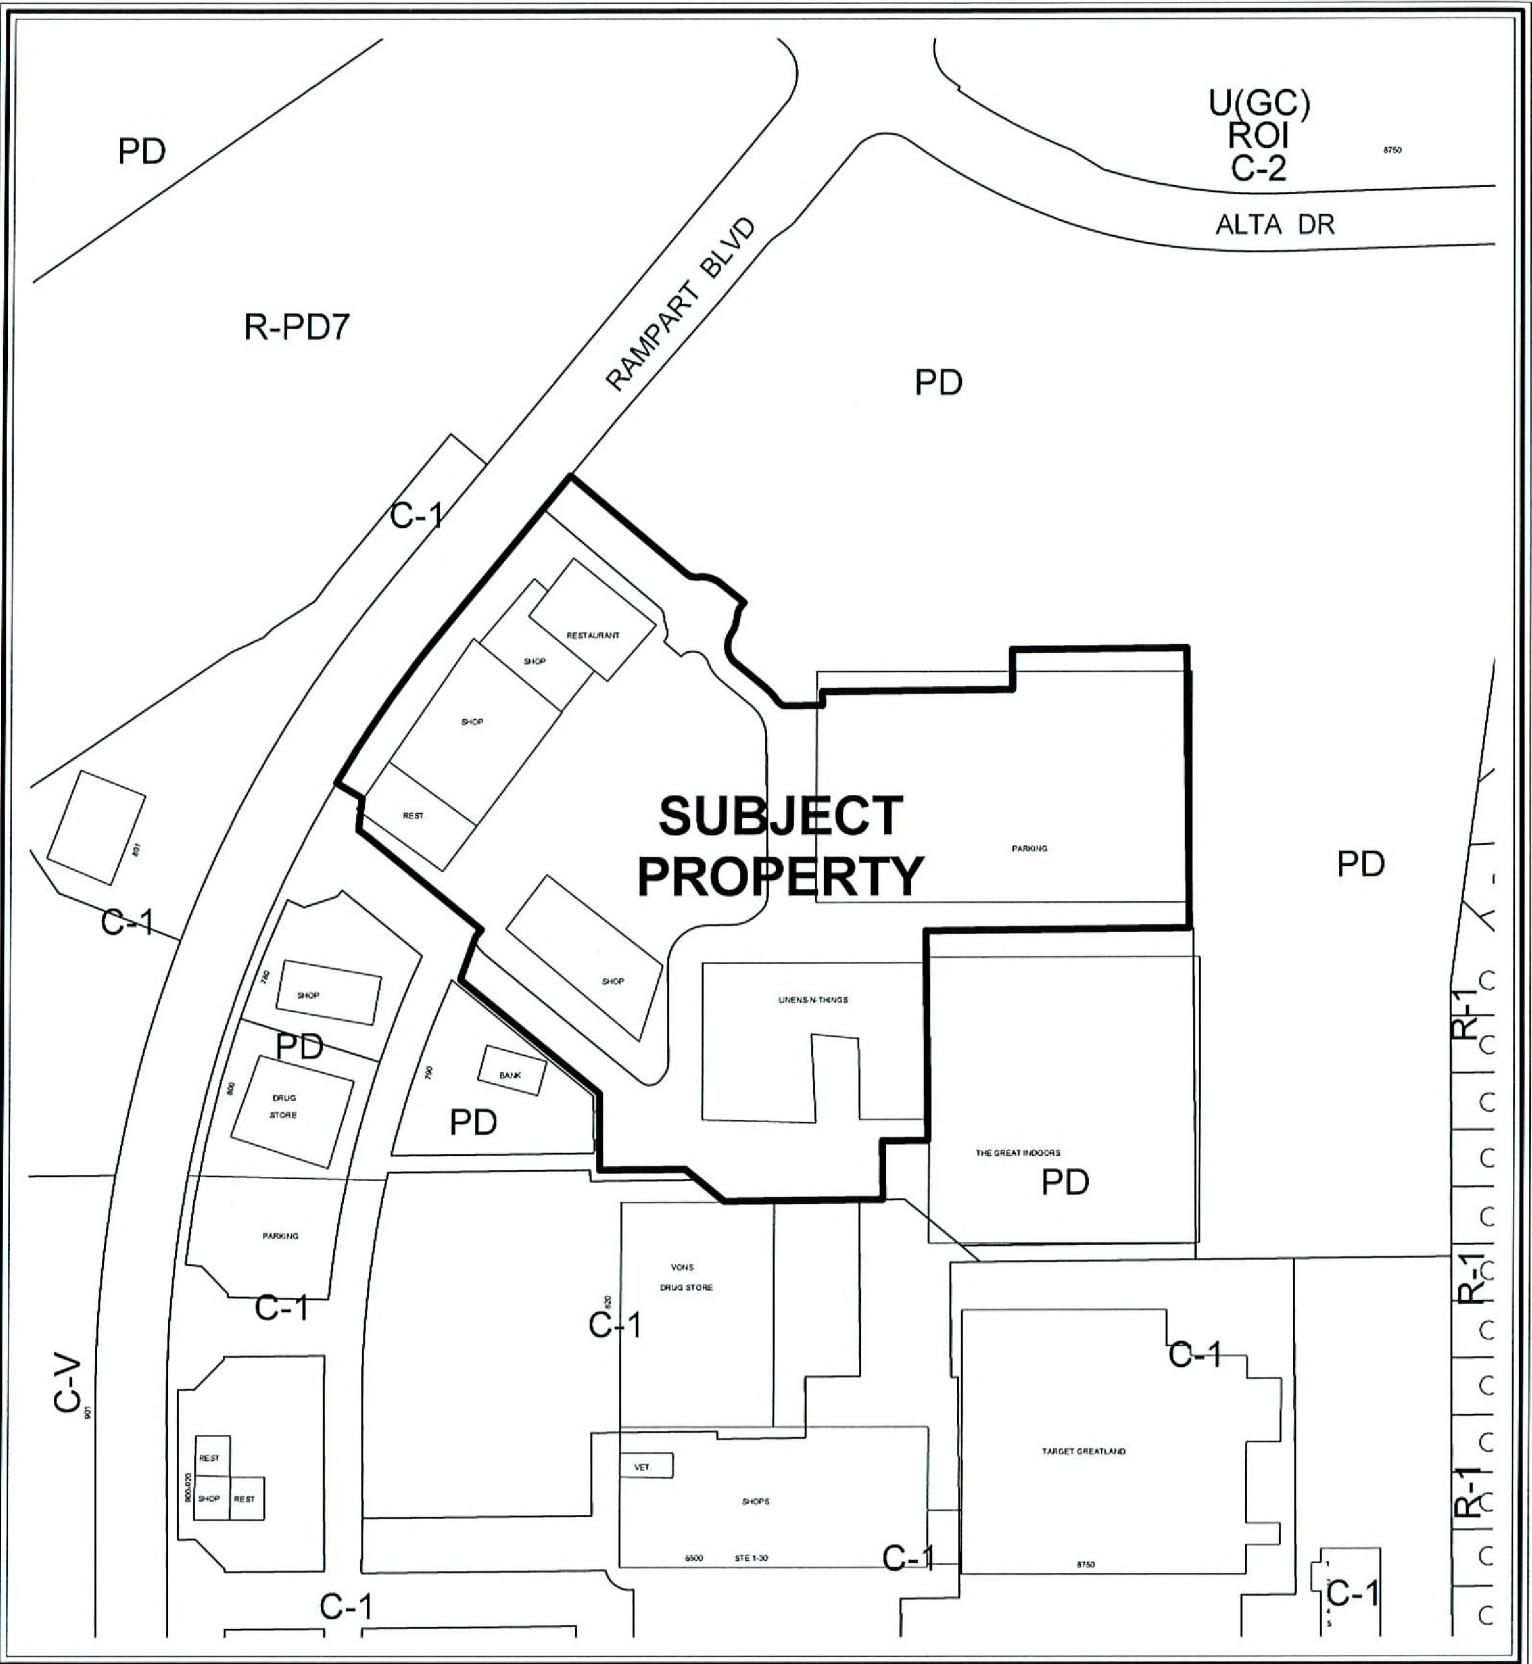 U(GC)
ROI
C-2
8750
PD
ALTA DR
RAMPART BLVD
R-PD7
PD
C-1
RESTAURANT
SHOP
SHOP
REST
SUBJECT
PROPERTY
PARKING
PD
801
C-1
780
SHOP
PD
SHOP
LINENS-N-THINGS
R-1
790
BANK
PD
800
DRUG
STORE
THE GREAT INDOORS
PD
PARKING
C-1
VONS
DRUG STORE
820
C-1
R-1
C-1
C-V
901
REST
SHOP
REST
900-920
VET.
SHOPS
STE 1-30
C-1
TARGET GREATLAND
8750
R-1
C-1
C-1
C
C
C
C
C
C
C
C
C
C
C
C
1
5